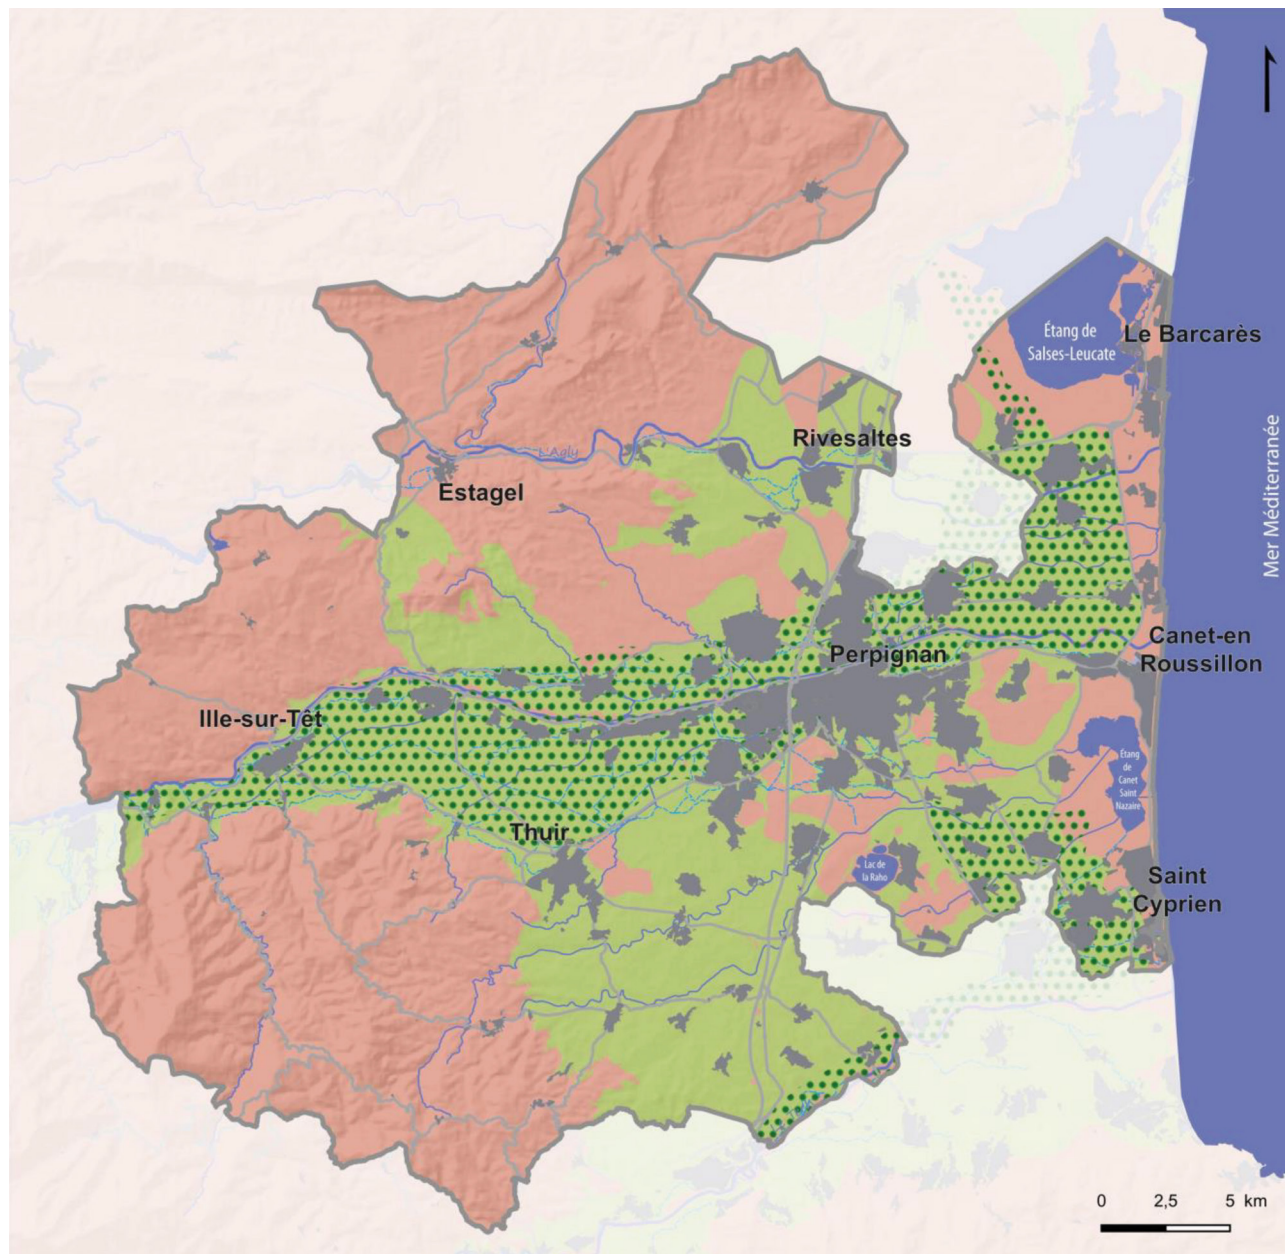 Étang de
Salses-Leucate
Le Barcarès
Mer Méditerranée
Rivesaltes
L'Agly
Estagel
Canet-en
Roussillon
Perpignan
Ille-sur-Têt
Étang
de
Canet
Saint
Nazaire
Thuir
Lac de
la Raho
Saint
Cyprien
0 2,5 5 km